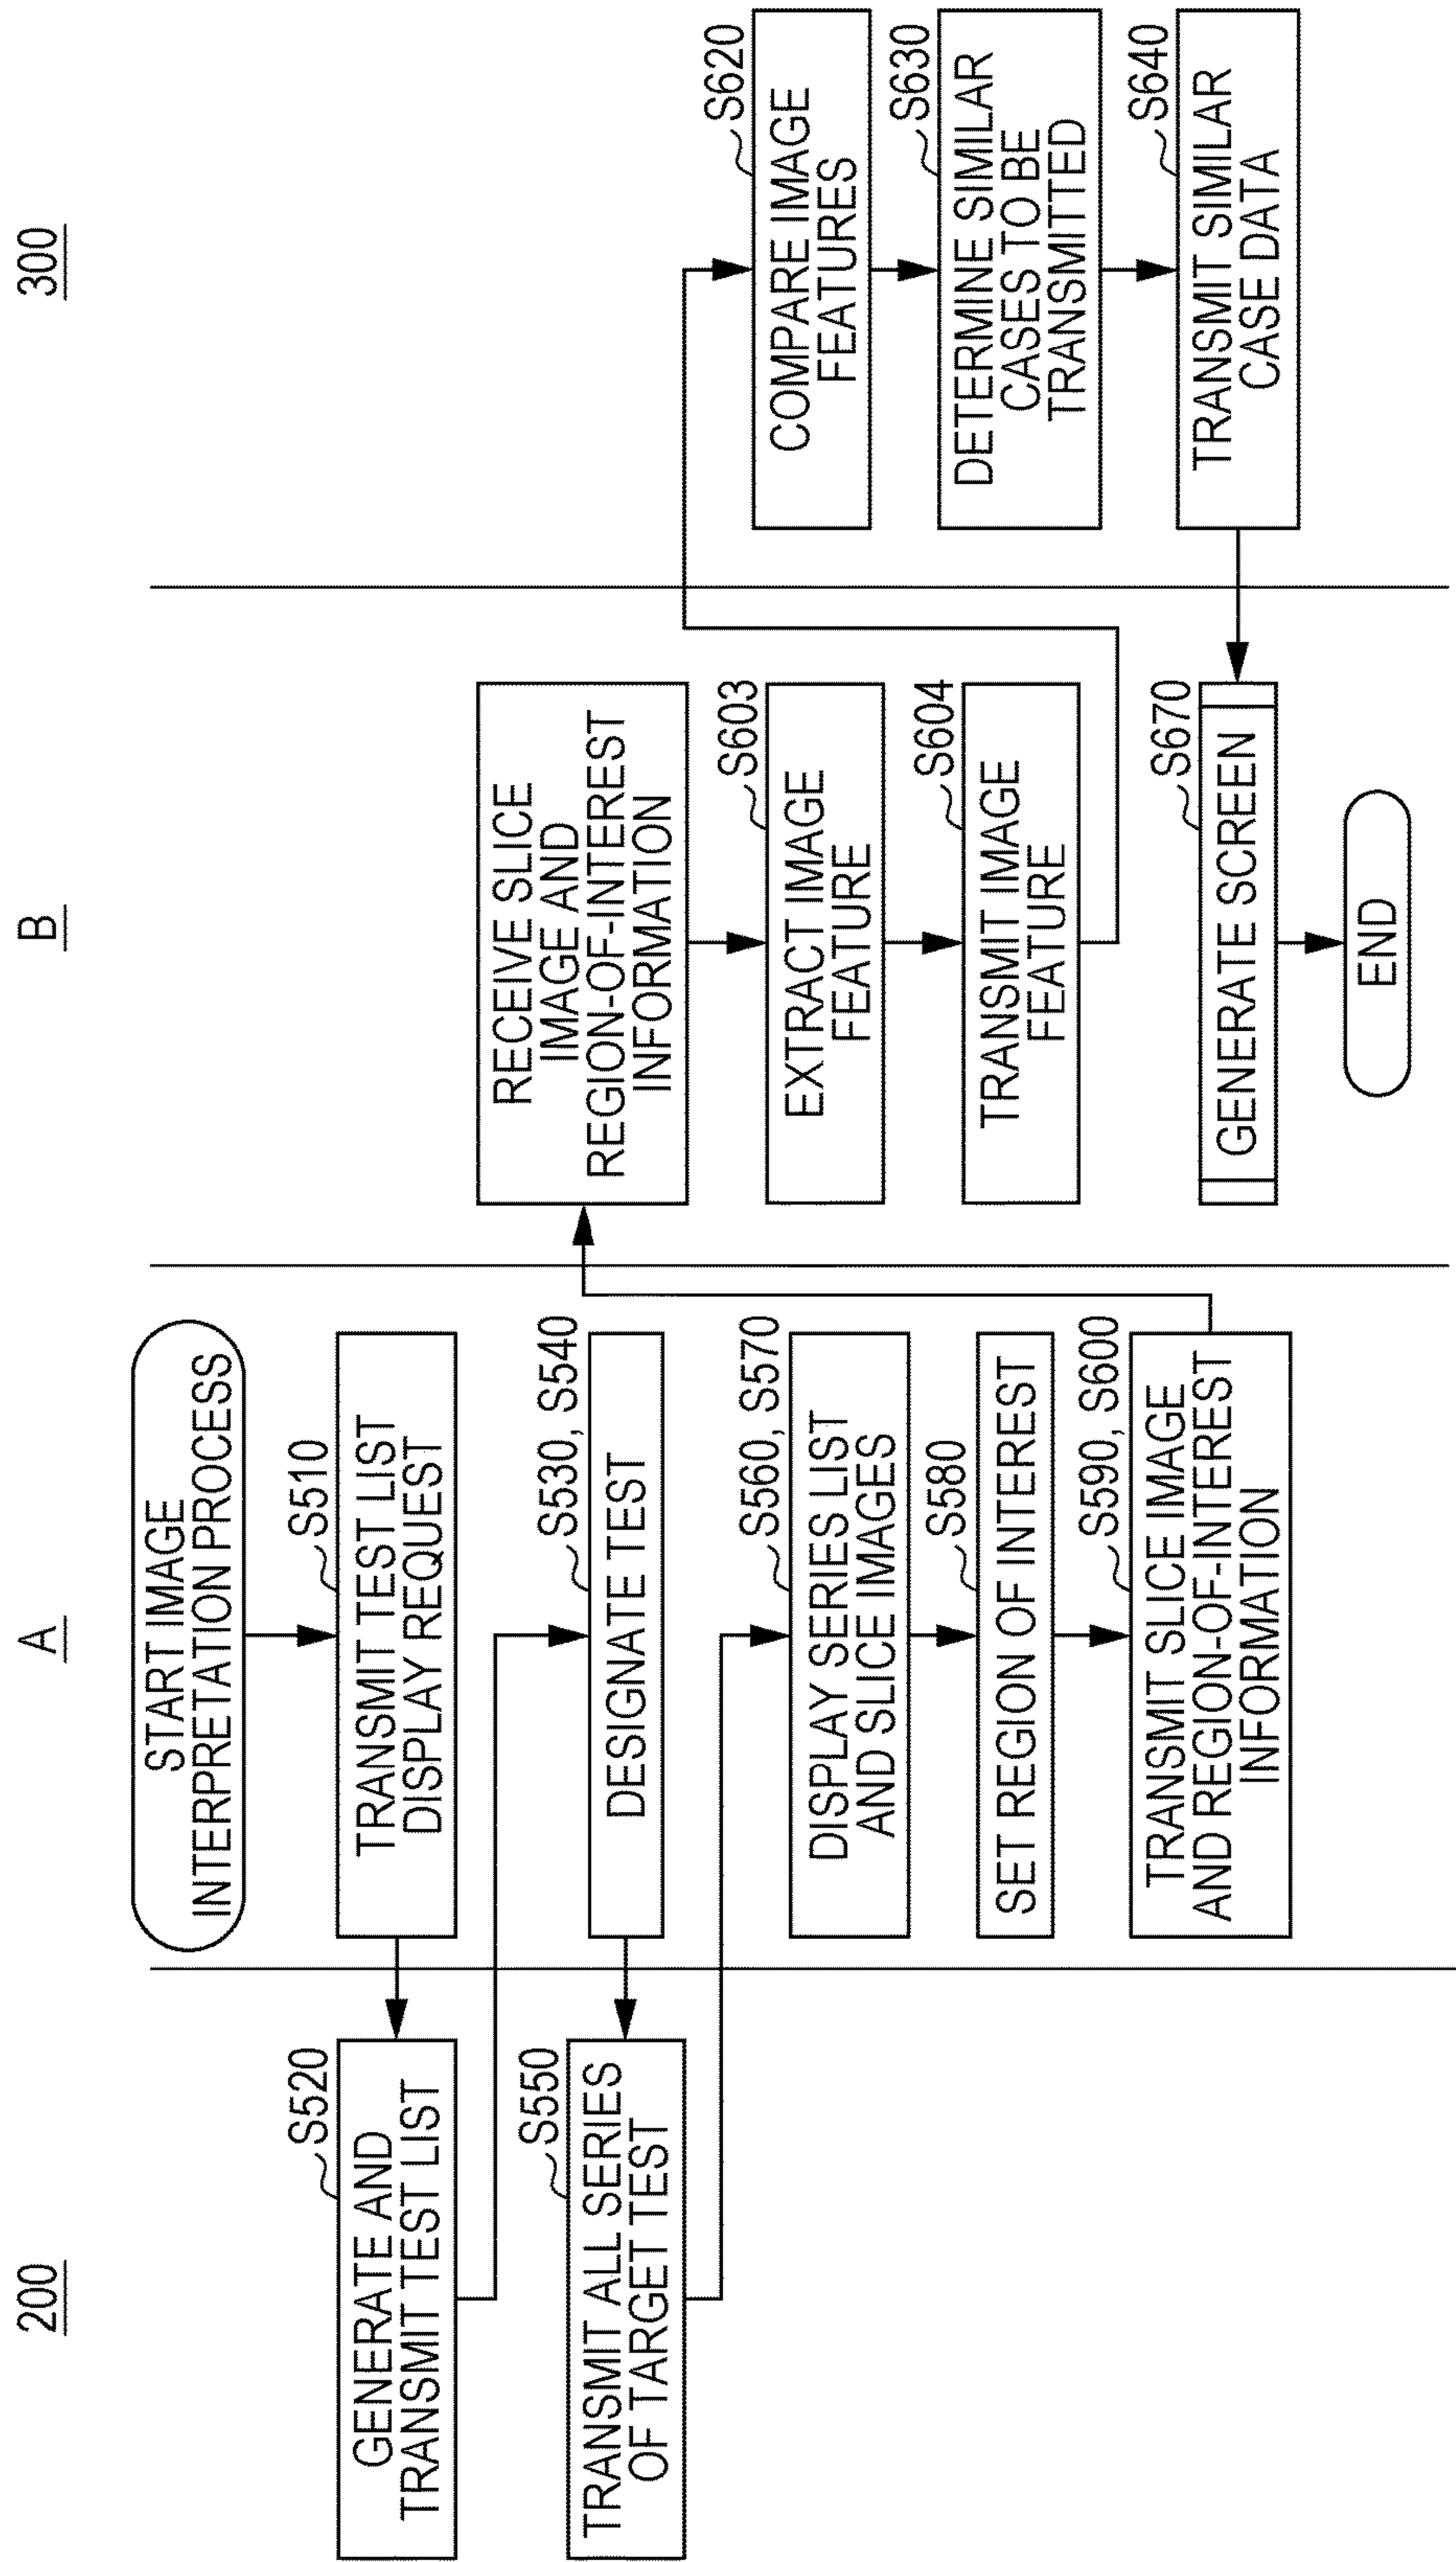 200
A
B
300
START IMAGE
INTERPRETATION PROCESS
S510
TRANSMIT TEST LIST
DISPLAY REQUEST
S520
GENERATE AND
TRANSMIT TEST LIST
S530, S540
DESIGNATE TEST
S550
TRANSMIT ALL SERIES
OF TARGET TEST
S560, S570
DISPLAY SERIES LIST
AND SLICE IMAGES
S580
SET REGION OF INTEREST
S590, S600
TRANSMIT SLICE IMAGE
AND REGION-OF-INTEREST
INFORMATION
RECEIVE SLICE
IMAGE AND
REGION-OF-INTEREST
INFORMATION
S603
EXTRACT IMAGE
FEATURE
S604
TRANSMIT IMAGE
FEATURE
S620
COMPARE IMAGE
FEATURES
S630
DETERMINE SIMILAR
CASES TO BE
TRANSMITTED
S640
TRANSMIT SIMILAR
CASE DATA
S670
GENERATE SCREEN
END